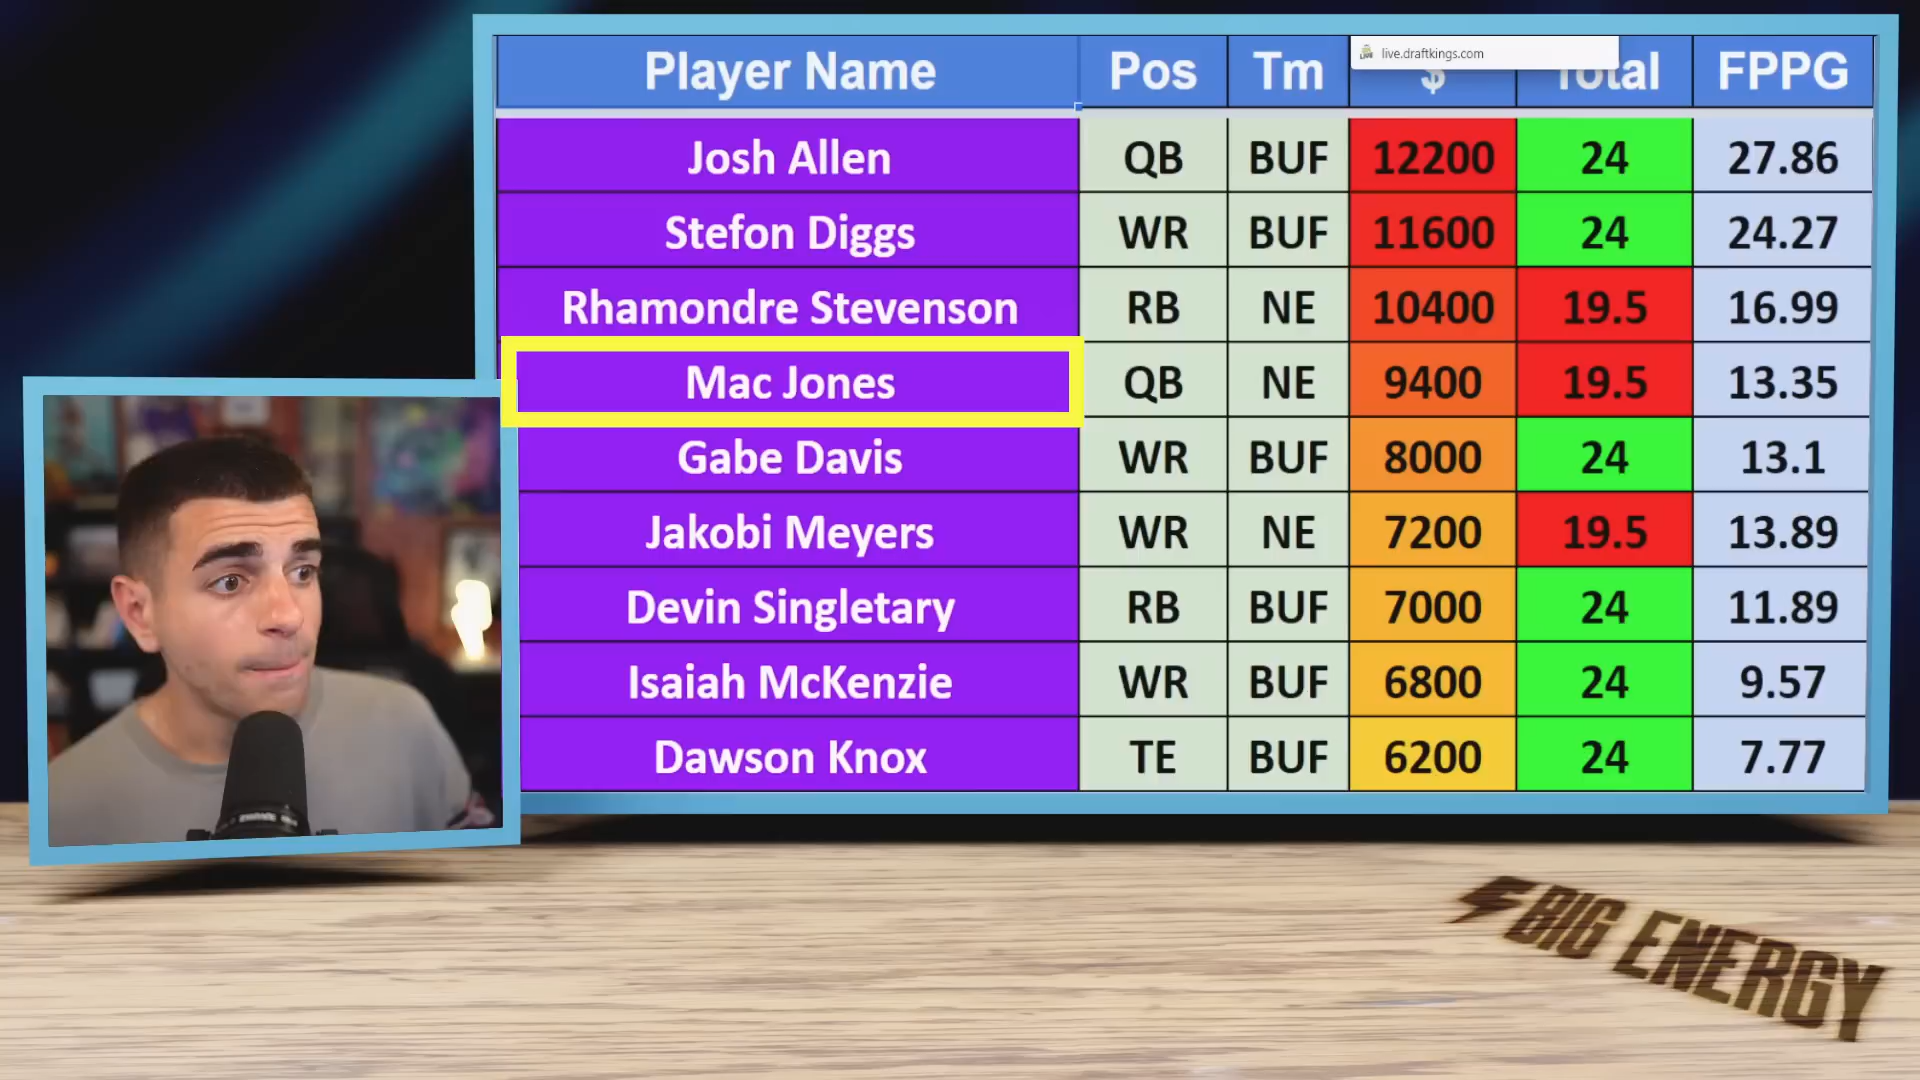 live.draftkings.com
Player Name Pos Tm $ Total FPPG
Josh Allen QB BUF 12200 24 27.86
Stefon Diggs WR BUF 11600 24 24.27
Rhamondre Stevenson RB NE 10400 19.5 16.99
Mac Jones QB NE 9400 19.5 13.35
Gabe Davis WR BUF 8000 24 13.1
Jakobi Meyers WR NE 7200 19.5 13.89
Devin Singletary RB BUF 7000 24 11.89
Isaiah McKenzie WR BUF 6800 24 9.57
Dawson Knox TE BUF 6200 24 7.77
BIG ENERGY